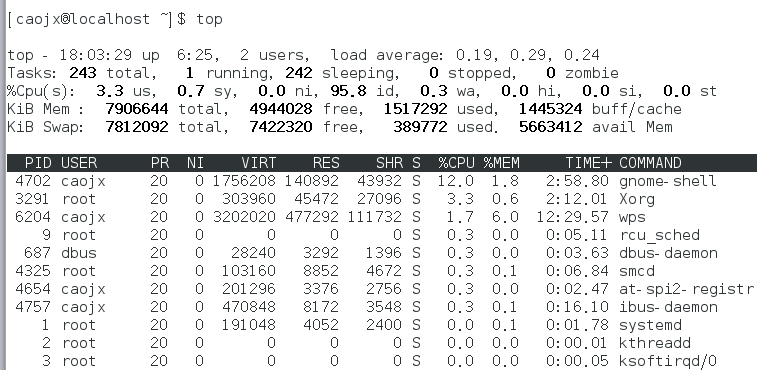 [caojx@localhost ~]$ top
top - 18:03:29 up  6:25,  2 users,  load average: 0.19, 0.29, 0.24
Tasks: 243 total,   1 running, 242 sleeping,   0 stopped,   0 zombie
%Cpu(s):  3.3 us,  0.7 sy,  0.0 ni, 95.8 id,  0.3 wa,  0.0 hi,  0.0 si,  0.0 st
KiB Mem :  7906644 total,  4944028 free,  1517292 used,  1445324 buff/cache
KiB Swap:  7812092 total,  7422320 free,   389772 used.  5663412 avail Mem
PID USER      PR  NI    VIRT    RES    SHR S  %CPU %MEM     TIME+ COMMAND
4702 caojx     20   0 1756208 140892  43932 S  12.0  1.8   2:58.80 gnome-shell
3291 root      20   0  303960  45472  27096 S   3.3  0.6   2:12.01 Xorg
6204 caojx     20   0 3202020 477292 111732 S   1.7  6.0  12:29.57 wps
9 root      20   0       0      0      0 S   0.3  0.0   0:05.11 rcu_sched
687 dbus      20   0   28240   3292   1396 S   0.3  0.0   0:03.63 dbus-daemon
4325 root      20   0  103160   8852   4672 S   0.3  0.1   0:06.84 smcd
4654 caojx     20   0  201296   3376   2756 S   0.3  0.0   0:02.47 at-spi2-registr
4757 caojx     20   0  470848   8172   3548 S   0.3  0.1   0:16.10 ibus-daemon
1 root      20   0  191048   4052   2400 S   0.0  0.1   0:01.78 systemd
2 root      20   0       0      0      0 S   0.0  0.0   0:00.01 kthreadd
3 root      20   0       0      0      0 S   0.0  0.0   0:00.05 ksoftirqd/0